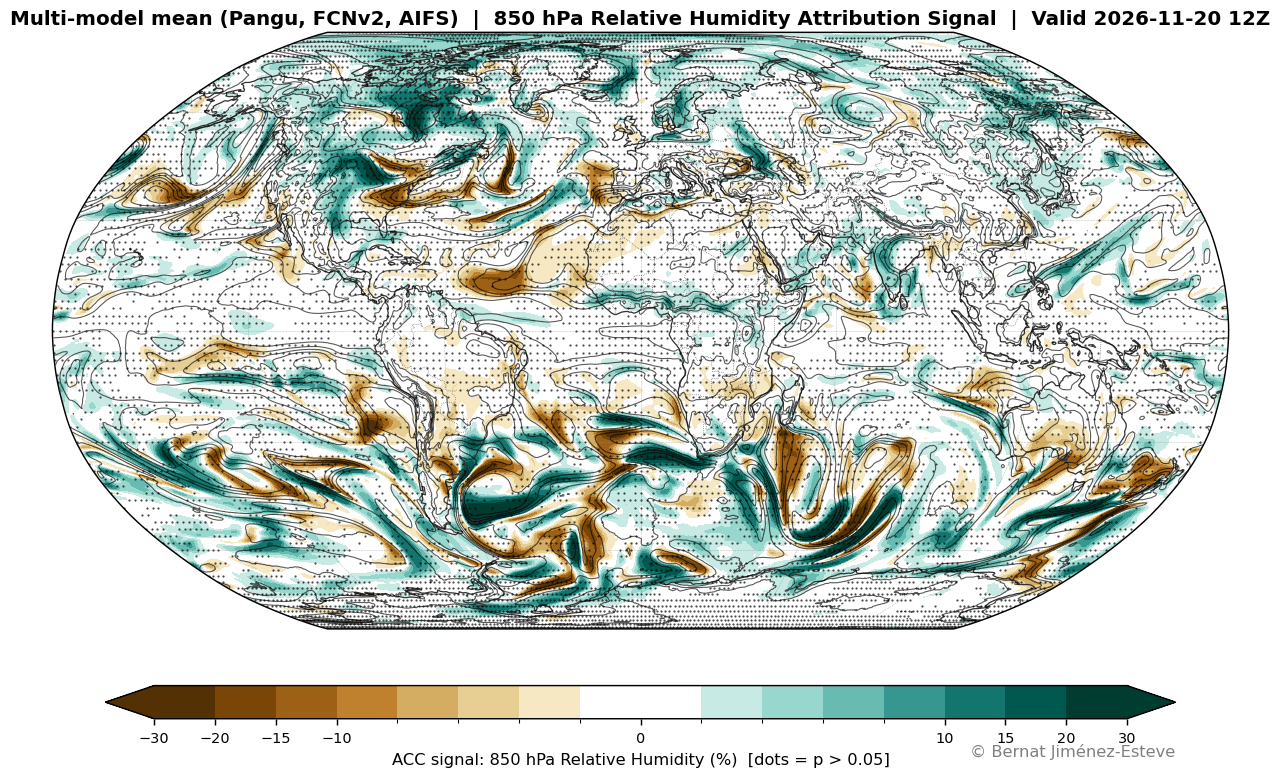 Multi-model mean (Pangu, FCNv2, AIFS)  |  850 hPa Relative Humidity Attribution Signal  |  Valid 2026-11-20 12Z
−30 −20 −15 −10 0 10 15 20 30
ACC signal: 850 hPa Relative Humidity (%)  [dots = p > 0.05]
© Bernat Jiménez-Esteve